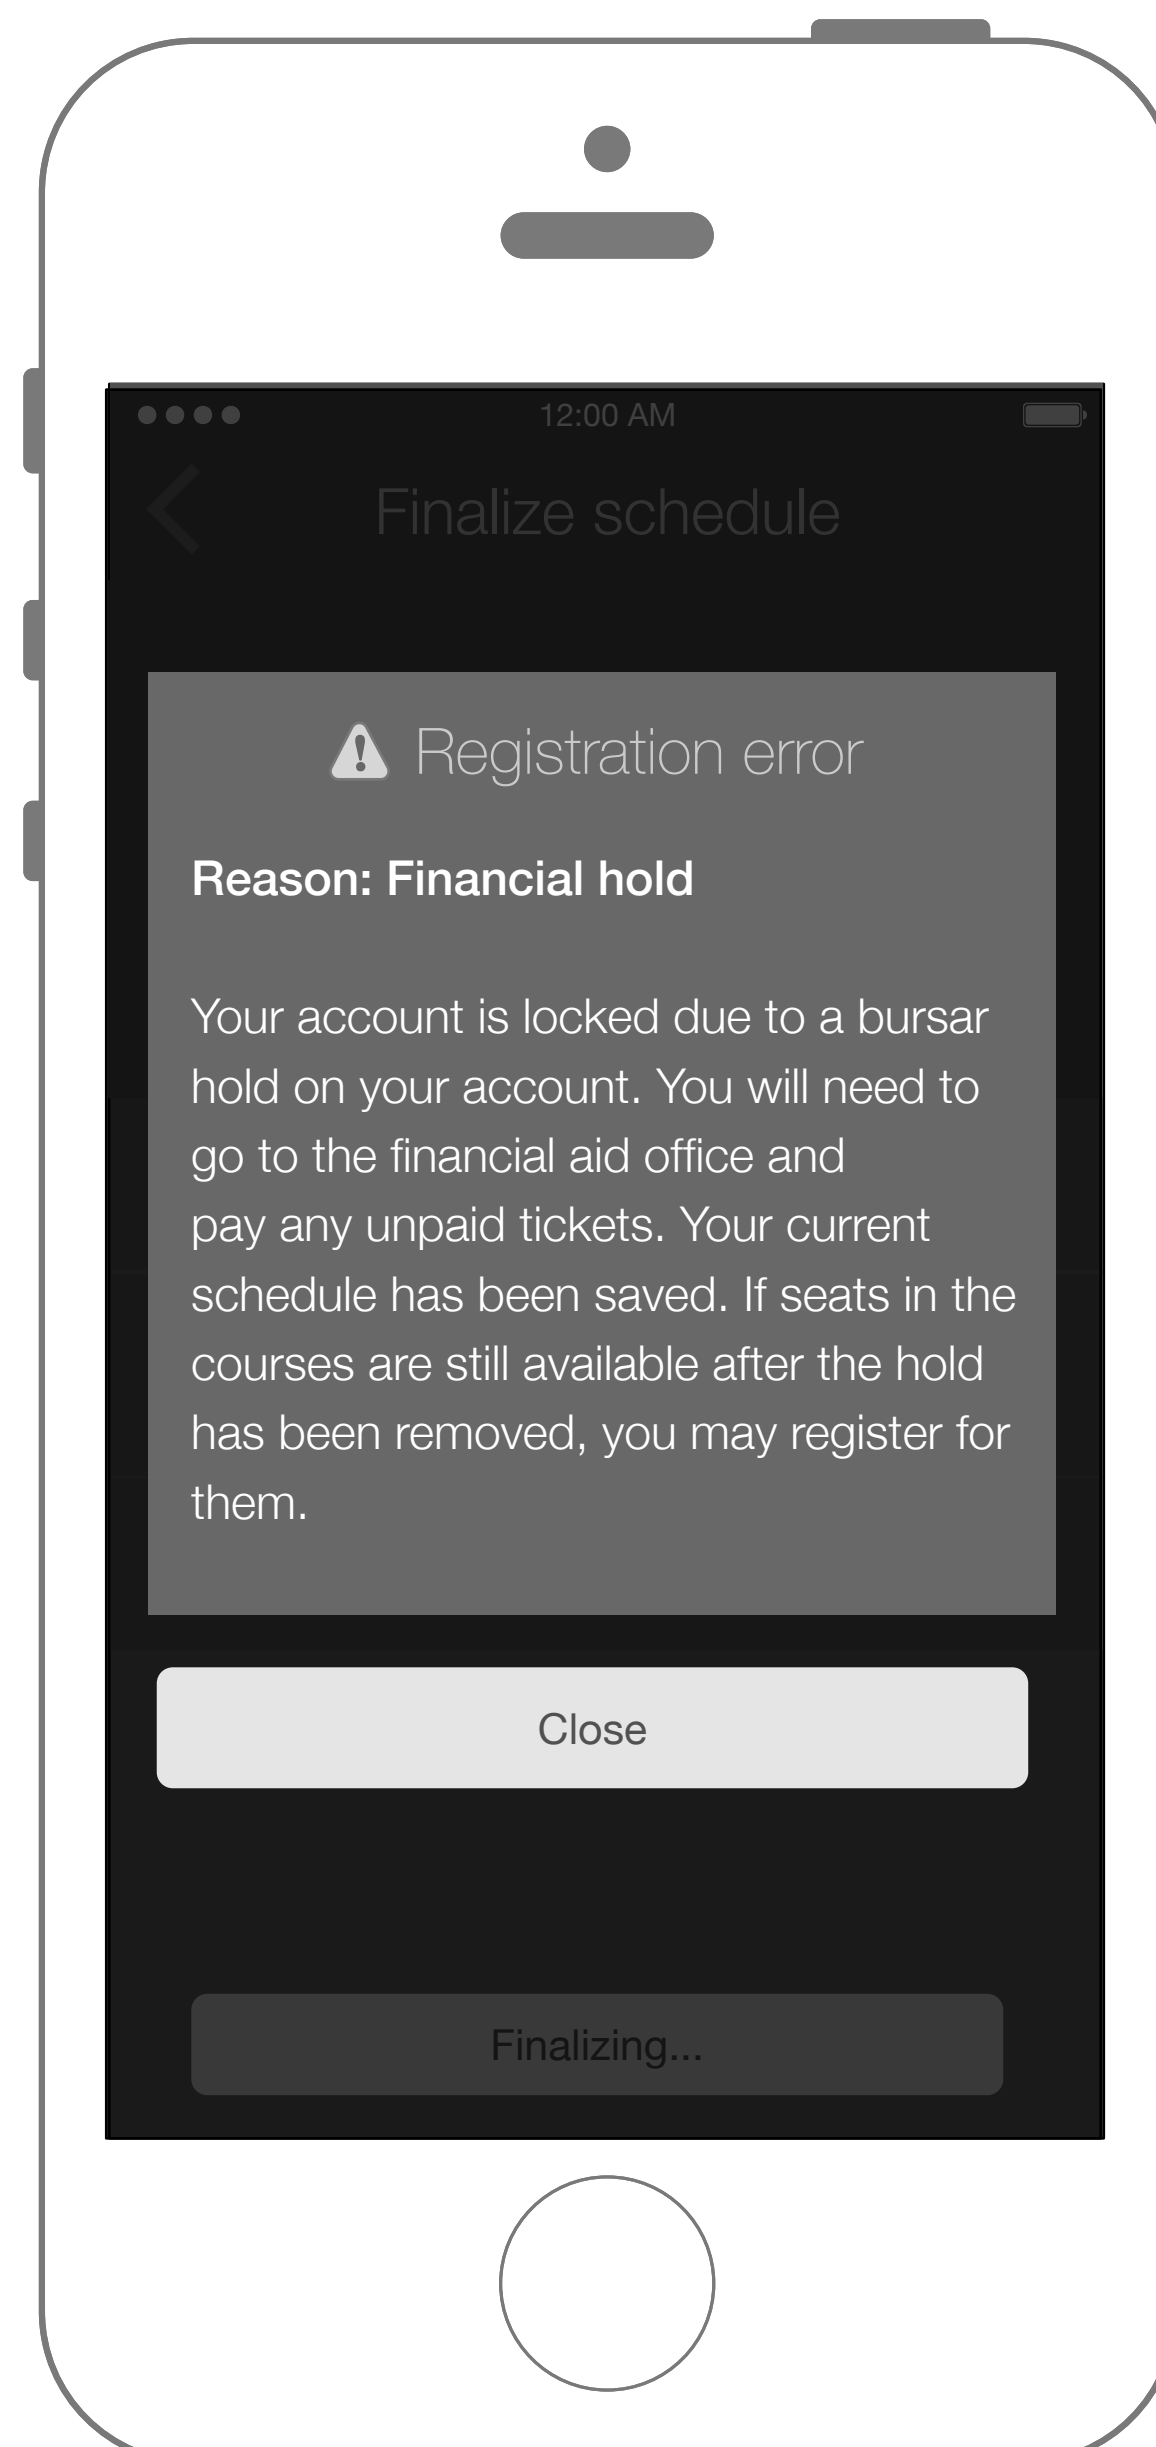 12:00 AM
Finalize schedule
Registration error
Reason: Financial hold
Your account is locked due to a bursar
hold on your account. You will need to
go to the financial aid office and
pay any unpaid tickets. Your current
schedule has been saved. If seats in the
courses are still available after the hold
has been removed, you may register for
them.
Close
Finalizing...